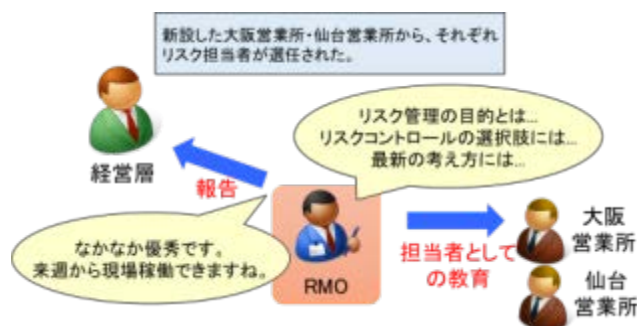 新設した大阪営業所・仙台営業所から、それぞれ
リスク担当者が選任された。
リスク管理の目的とは…
リスクコントロールの選択肢には…
最新の考え方には…
経営層
報告
なかなか優秀です。
来週から現場稼働できますね。
RMO
担当者として
の教育
大阪
営業所
仙台
営業所